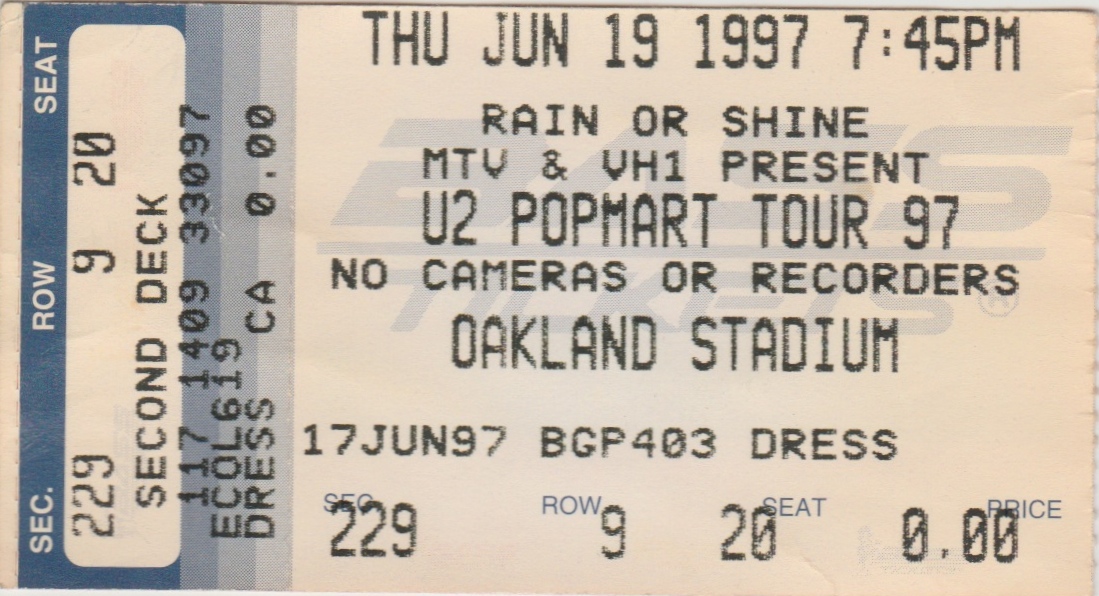 THU JUN 19 1997 7:45PM
RAIN OR SHINE
MTV & VH1 PRESENT
U2 POPMART TOUR 97
NO CAMERAS OR RECORDERS
OAKLAND STADIUM
17JUN97 BGP403 DRESS
SEC. ROW SEAT PRICE
229 9 20 0.00
SEC. ROW SEAT
229 9 20
SECOND DECK
117 1409 33097
ECOL619
DRESS CA 0.00
BASS
TICKETS®